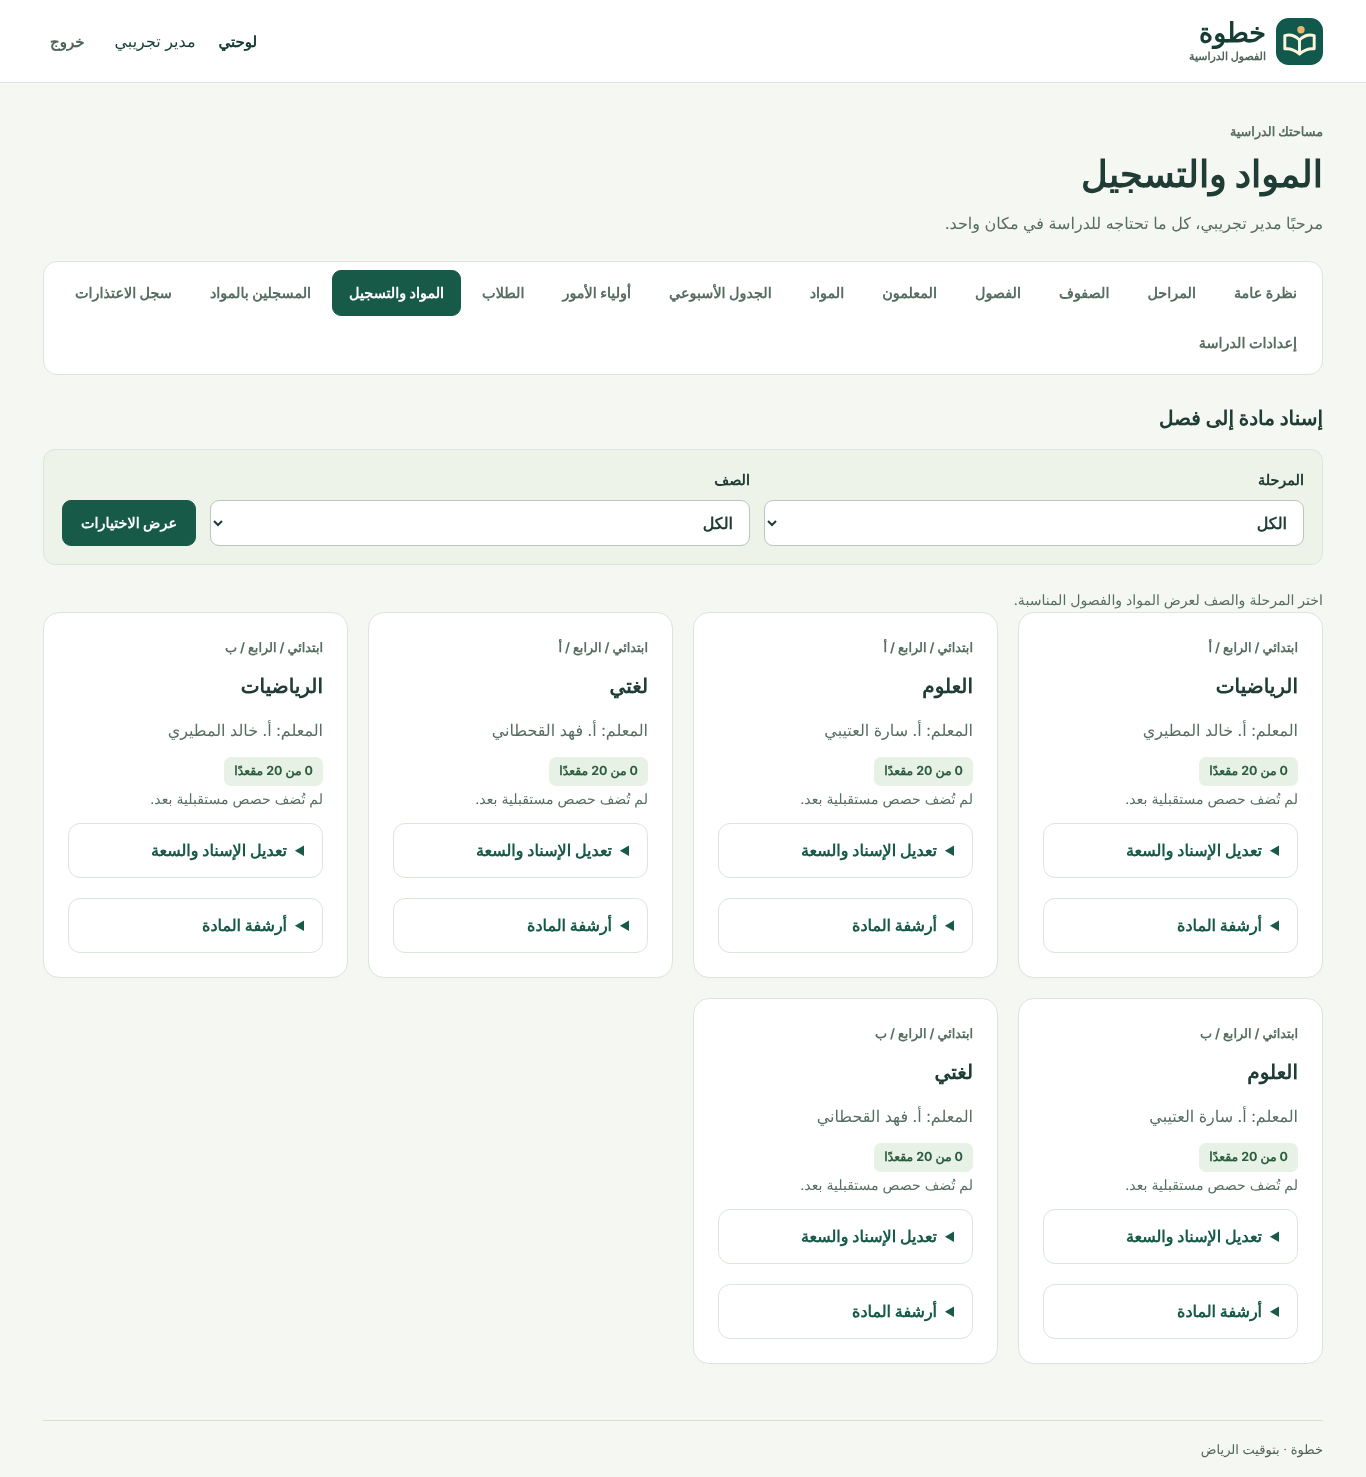 خطوة
الفصول الدراسية
لوحتي
مدير تجريبي
خروج
مساحتك الدراسية
المواد والتسجيل
مرحبًا مدير تجريبي، كل ما تحتاجه للدراسة في مكان واحد.
نظرة عامة
المراحل
الصفوف
الفصول
المعلمون
المواد
الجدول الأسبوعي
أولياء الأمور
الطلاب
المواد والتسجيل
المسجلين بالمواد
سجل الاعتذارات
إعدادات الدراسة
إسناد مادة إلى فصل
المرحلة
الكل
الصف
الكل
عرض الاختيارات
اختر المرحلة والصف لعرض المواد والفصول المناسبة.
ابتدائي / الرابع / أ
الرياضيات
المعلم: أ. خالد المطيري
0 من 20 مقعدًا
لم تُضف حصص مستقبلية بعد.
تعديل الإسناد والسعة
أرشفة المادة
ابتدائي / الرابع / أ
العلوم
المعلم: أ. سارة العتيبي
0 من 20 مقعدًا
لم تُضف حصص مستقبلية بعد.
تعديل الإسناد والسعة
أرشفة المادة
ابتدائي / الرابع / أ
لغتي
المعلم: أ. فهد القحطاني
0 من 20 مقعدًا
لم تُضف حصص مستقبلية بعد.
تعديل الإسناد والسعة
أرشفة المادة
ابتدائي / الرابع / ب
الرياضيات
المعلم: أ. خالد المطيري
0 من 20 مقعدًا
لم تُضف حصص مستقبلية بعد.
تعديل الإسناد والسعة
أرشفة المادة
ابتدائي / الرابع / ب
العلوم
المعلم: أ. سارة العتيبي
0 من 20 مقعدًا
لم تُضف حصص مستقبلية بعد.
تعديل الإسناد والسعة
أرشفة المادة
ابتدائي / الرابع / ب
لغتي
المعلم: أ. فهد القحطاني
0 من 20 مقعدًا
لم تُضف حصص مستقبلية بعد.
تعديل الإسناد والسعة
أرشفة المادة
خطوة · بتوقيت الرياض